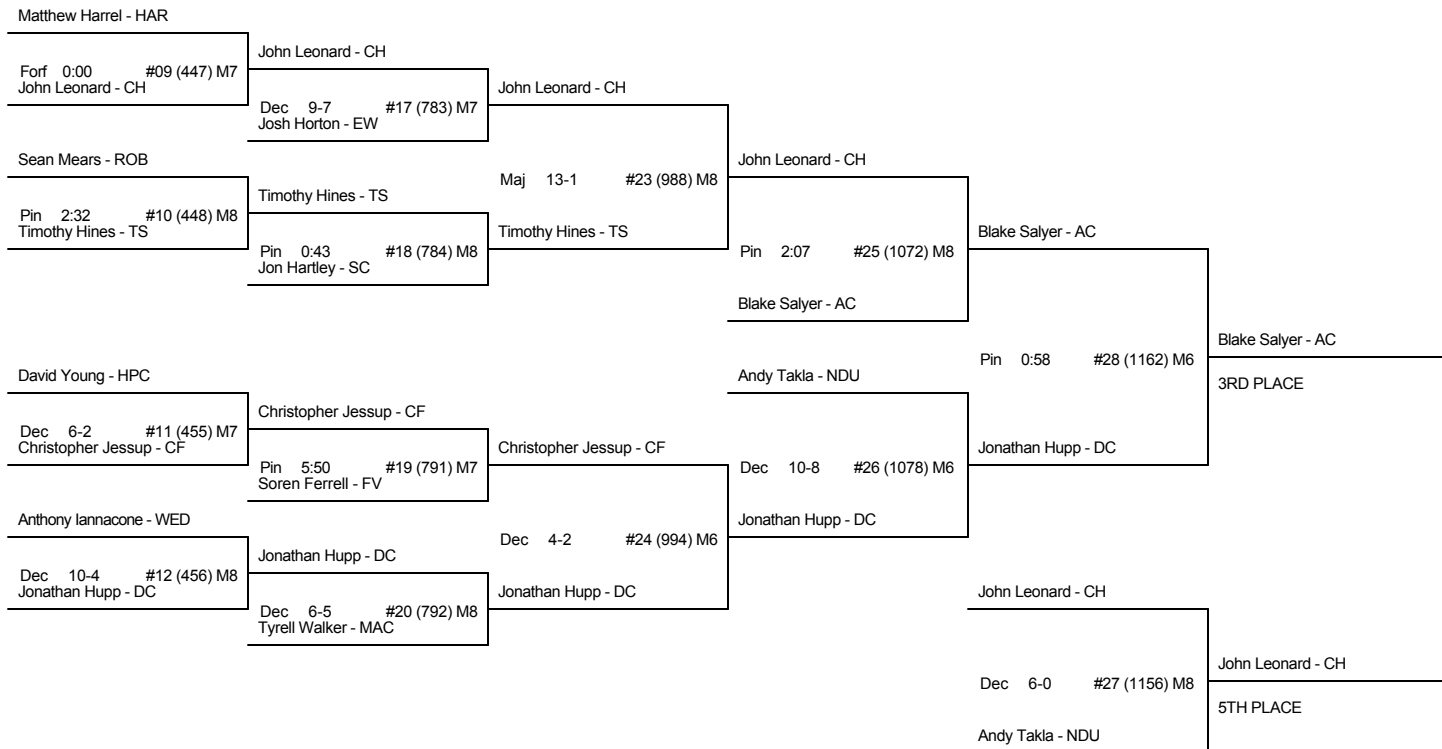 Matthew Harrel - HAR
Forf 0:00 #09 (447) M7
John Leonard - CH
Sean Mears - ROB
Pin 2:32 #10 (448) M8
Timothy Hines - TS
David Young - HPC
Dec 6-2 #11 (455) M7
Christopher Jessup - CF
Anthony Iannacone - WED
Dec 10-4 #12 (456) M8
Jonathan Hupp - DC
John Leonard - CH
Dec 9-7 #17 (783) M7
Josh Horton - EW
Timothy Hines - TS
Pin 0:43 #18 (784) M8
Jon Hartley - SC
Christopher Jessup - CF
Pin 5:50 #19 (791) M7
Soren Ferrell - FV
Jonathan Hupp - DC
Dec 6-5 #20 (792) M8
Tyrell Walker - MAC
John Leonard - CH
Maj 13-1 #23 (988) M8
Timothy Hines - TS
Christopher Jessup - CF
Dec 4-2 #24 (994) M6
Jonathan Hupp - DC
John Leonard - CH
Pin 2:07 #25 (1072) M8
Blake Salyer - AC
Andy Takla - NDU
Dec 10-8 #26 (1078) M6
Jonathan Hupp - DC
Blake Salyer - AC
Pin 0:58 #28 (1162) M6
Jonathan Hupp - DC
Blake Salyer - AC
3RD PLACE
John Leonard - CH
Dec 6-0 #27 (1156) M8
Andy Takla - NDU
John Leonard - CH
5TH PLACE